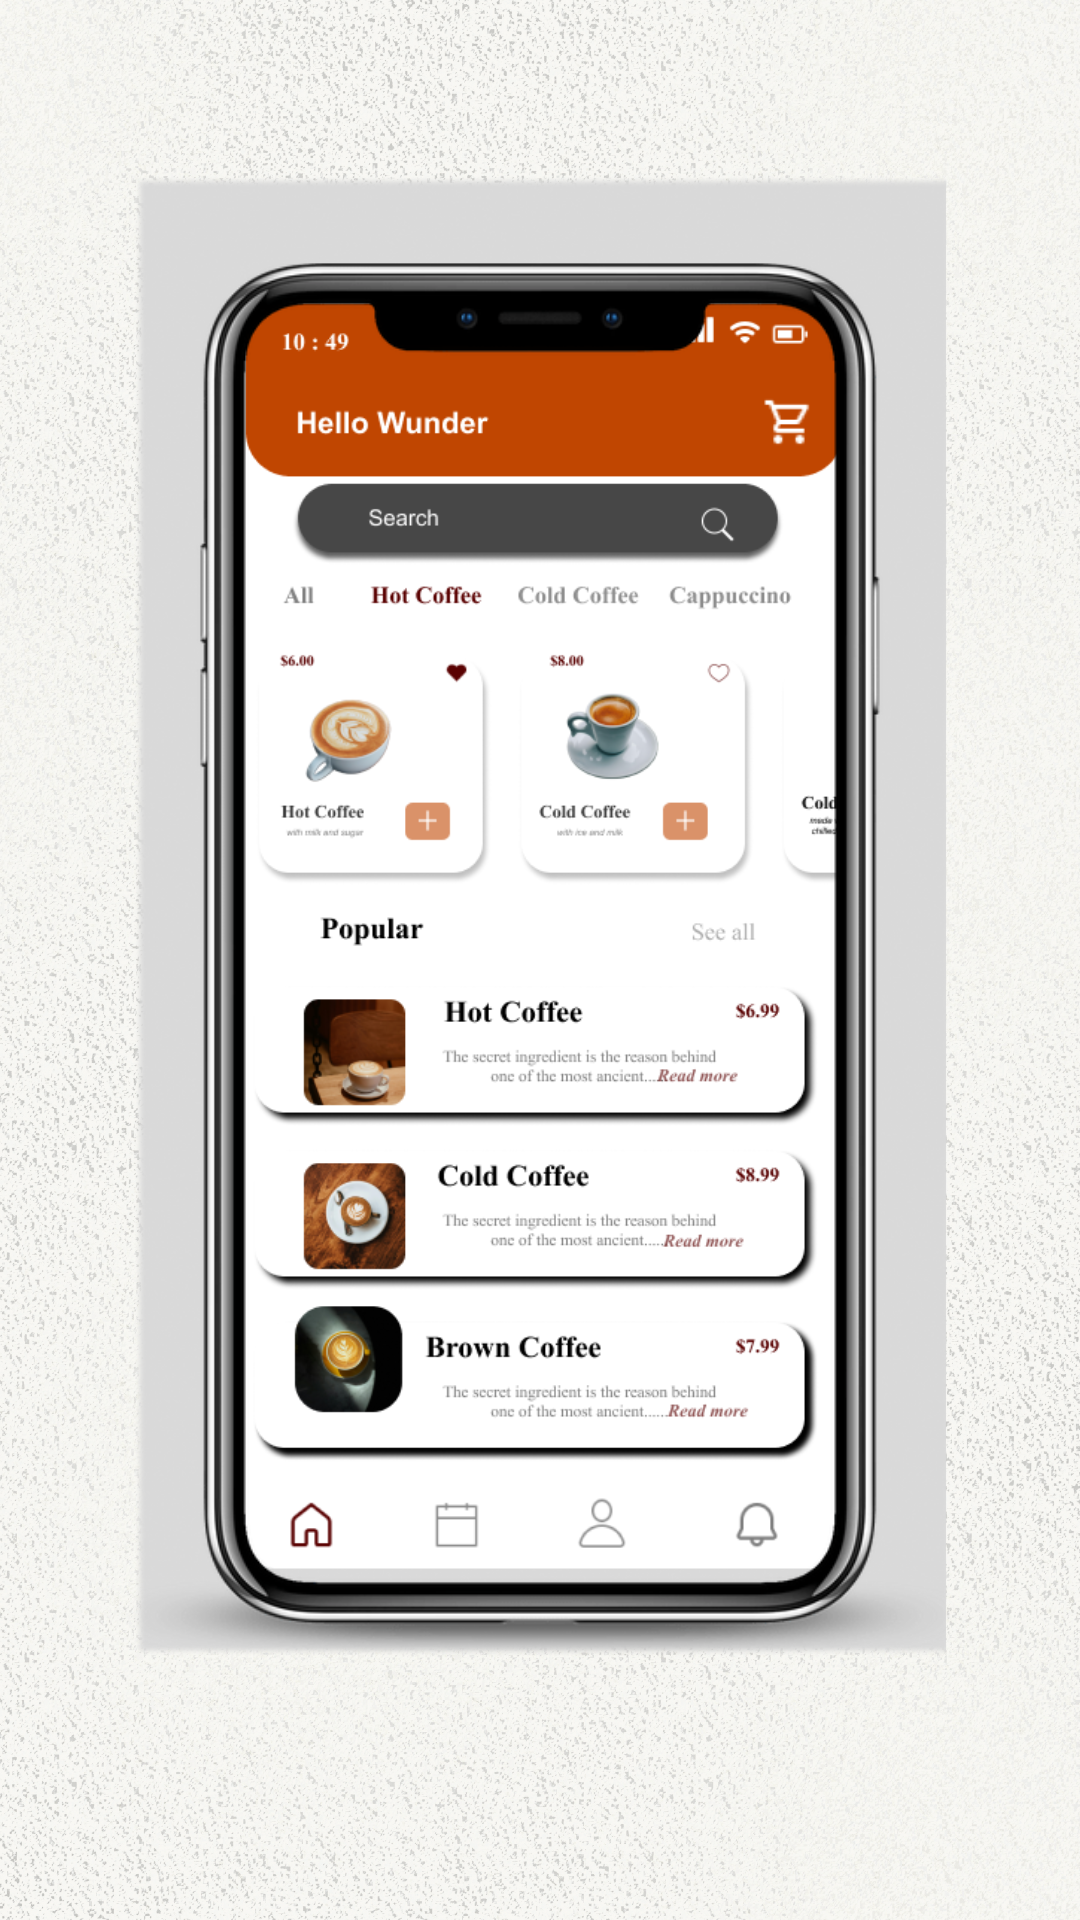 10 : 49
Hello Wunder
Search
All Hot Coffee Cold Coffee Cappuccino
$6.00
$8.00
Hot Coffee
with milk and sugar
Cold Coffee
with ice and milk
Cold
made
chilled
Popular
See all
Hot Coffee
$6.99
The secret ingredient is the reason behind
one of the most ancient...Read more
Cold Coffee
$8.99
The secret ingredient is the reason behind
one of the most ancient.....Read more
Brown Coffee
$7.99
The secret ingredient is the reason behind
one of the most ancient......Read more